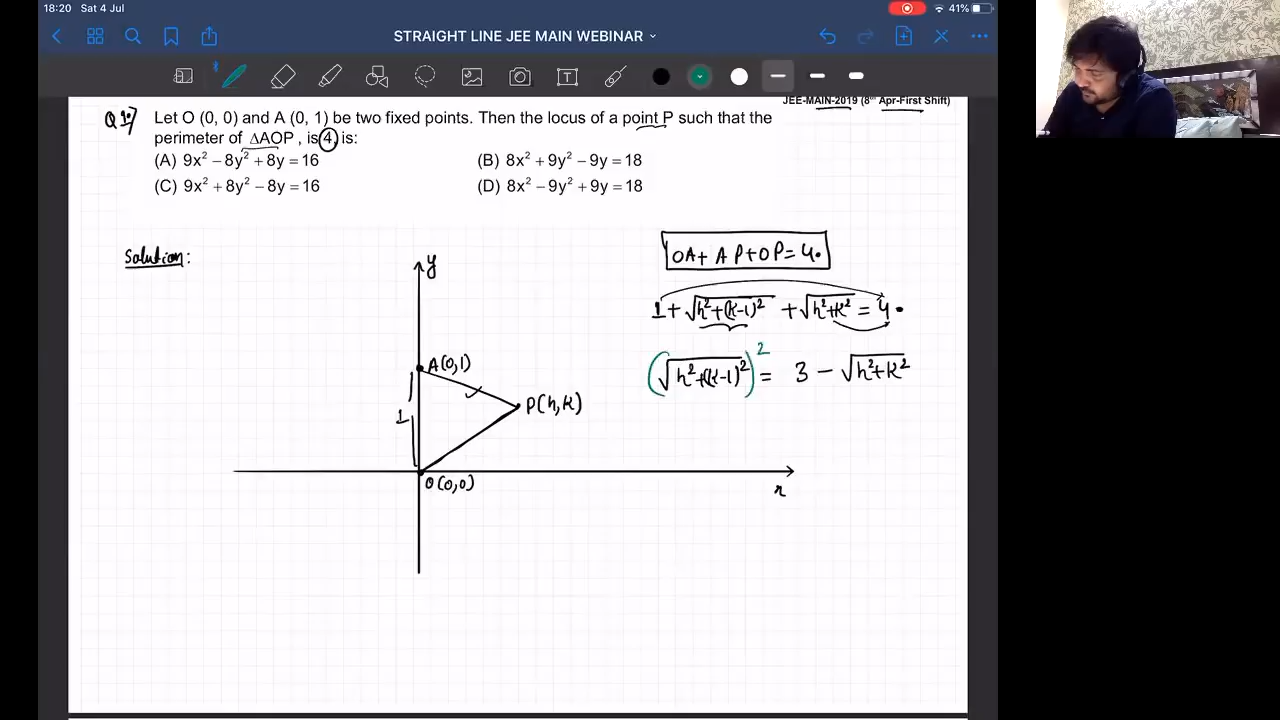 18:20 Sat 4 Jul
41%
STRAIGHT LINE JEE MAIN WEBINAR
JEE-MAIN-2019 (8th Apr-First Shift)
Let O (0, 0) and A (0, 1) be two fixed points. Then the locus of a point P such that the
perimeter of ΔAOP , is 4, is:
(A) 9x² − 8y² + 8y = 16
(B) 8x² + 9y² − 9y = 18
(C) 9x² + 8y² − 8y = 16
(D) 8x² − 9y² + 9y = 18
Solution:
OA + AP + OP = 4.
y
1 + √h²+(k-1)² + √h²+k² = 4.
A(0,1)
(√h²+(k-1)²)² = 3 − √h²+k²
P(h,k)
1
O(0,0)
x